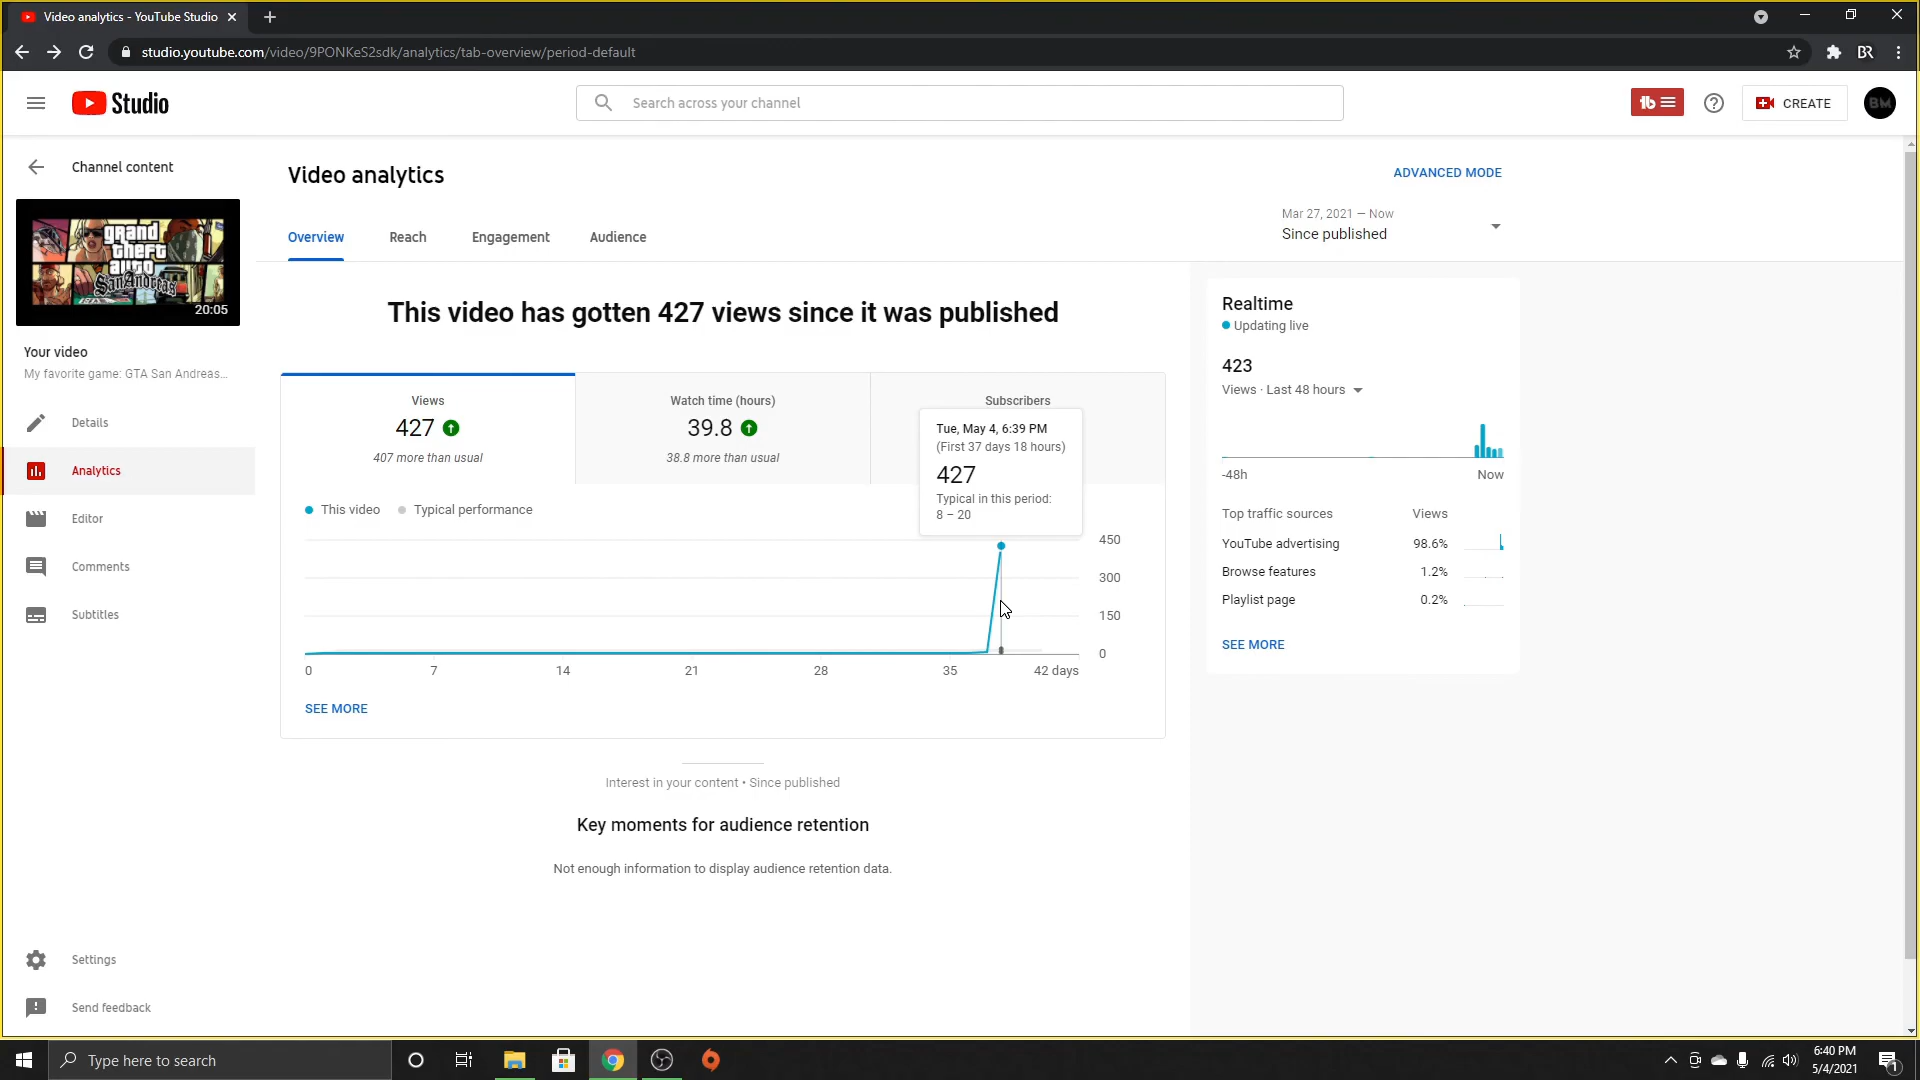 Video analytics - YouTube Studio
studio.youtube.com/video/9PONKeS2sdk/analytics/tab-overview/period-default
BR
Studio
Search across your channel
CREATE
BM
Channel content
grand
theft
auto
San Andreas
20:05
Your video
My favorite game: GTA San Andreas...
Details
Analytics
Editor
Comments
Subtitles
Settings
Send feedback
Video analytics
ADVANCED MODE
Overview
Reach
Engagement
Audience
Mar 27, 2021 – Now
Since published
This video has gotten 427 views since it was published
Views
427
407 more than usual
Watch time (hours)
39.8
38.8 more than usual
Subscribers
Tue, May 4, 6:39 PM
(First 37 days 18 hours)
427
Typical in this period:
8 – 20
This video
Typical performance
450
300
150
0
0 7 14 21 28 35 42 days
SEE MORE
Interest in your content • Since published
Key moments for audience retention
Not enough information to display audience retention data.
Realtime
Updating live
423
Views · Last 48 hours
-48h Now
Top traffic sources Views
YouTube advertising 98.6%
Browse features 1.2%
Playlist page 0.2%
SEE MORE
Type here to search
6:40 PM
5/4/2021
1